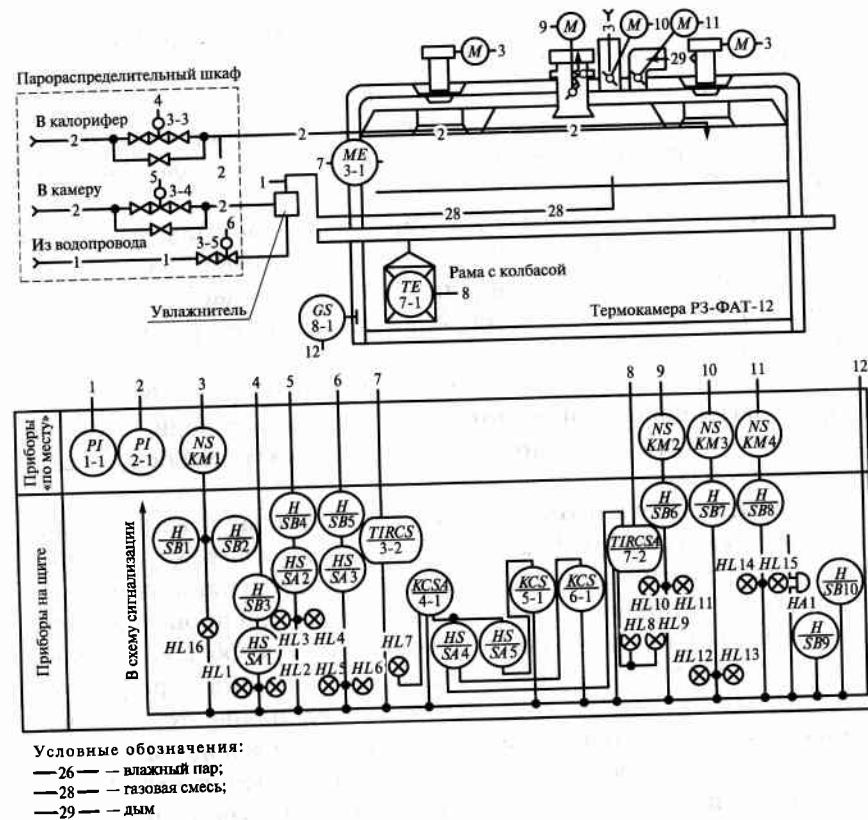 9 M 3 M 10 M 11
M 3 29 M 3
Парораспределительный шкаф
4
В калорифер 3-3
2 2 2 2 2
2
5
7 ME 3-1
В камеру 3-4 1
2 2 28 28
6
Из водопровода 3-5
1 1
Рама с колбасой
TE 7-1 8
Увлажнитель
GS 8-1
Термокамера РЗ-ФАТ-12
12
1 2 3 4 5 6 7 8 9 10 11 12
Приборы «по месту»
PI 1-1
PI 2-1
NS KM1
NS KM2
NS KM3
NS KM4
Приборы на щите
В схему сигнализации
H SB1
H SB2
H SB3
H SB4
H SB5
H SB6
H SB7
H SB8
HS SA1
HS SA2
HS SA3
TIRCS 3-2
KCSA 4-1
HS SA4
HS SA5
KCS 5-1
KCS 6-1
TIRCSA 7-2
HL14 HL15
HA1
H SB10
H SB9
HL10 HL11
HL8 HL9
HL12 HL13
HL16
HL1 HL2
HL3 HL4
HL5 HL6
HL7
Условные обозначения:
—26— — влажный пар;
—28— — газовая смесь;
—29— — дым